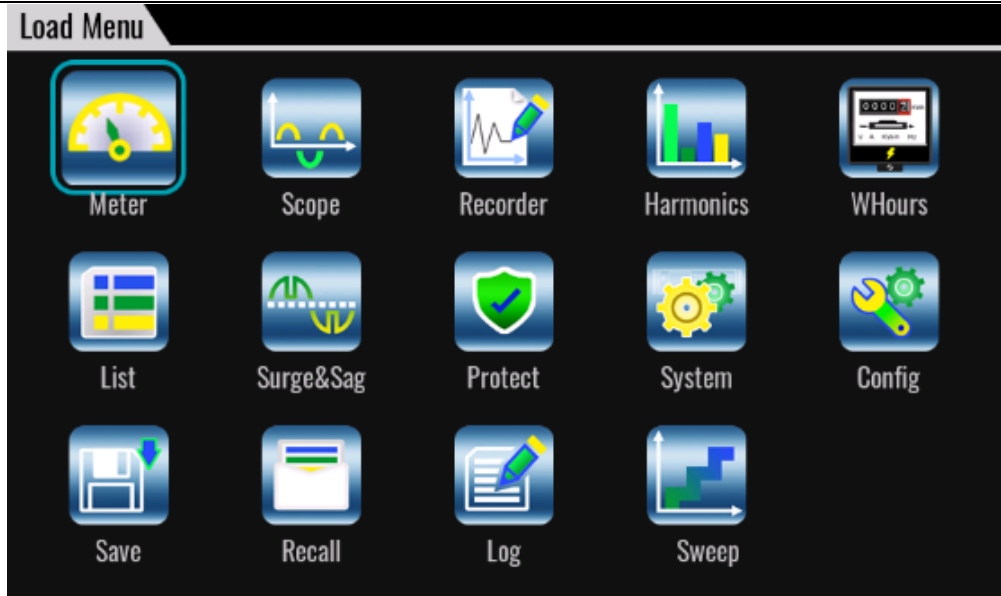 Load Menu
Meter Scope Recorder Harmonics WHours
List Surge&Sag Protect System Config
Save Recall Log Sweep